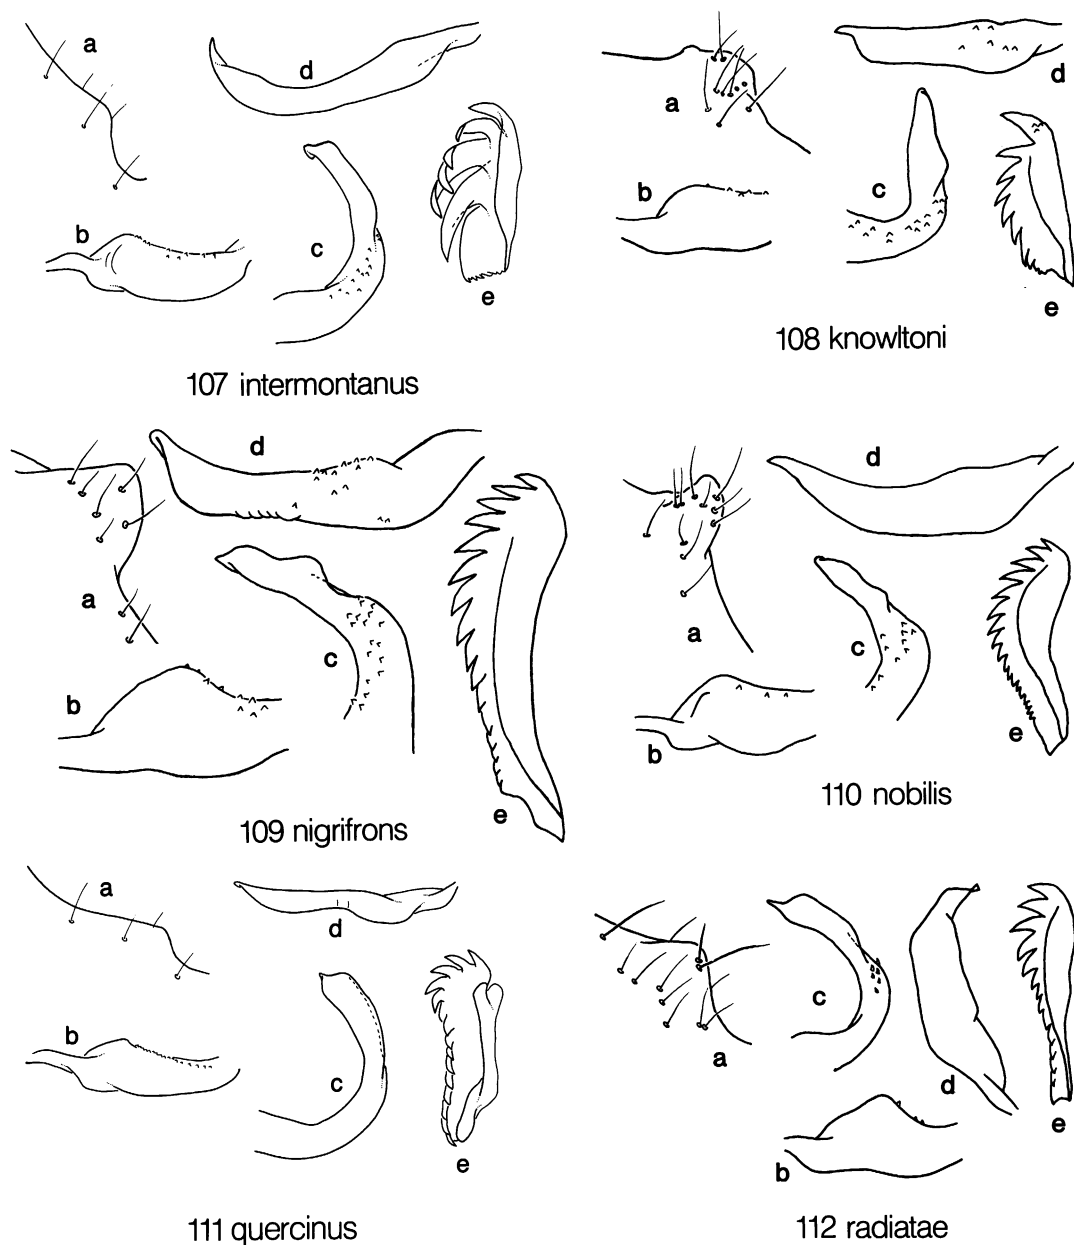 a
d
b
c
e
107 intermontanus
a
d
b
c
e
108 knowltoni
a
d
b
c
e
109 nigrifrons
a
d
b
c
e
110 nobilis
a
d
b
c
e
111 quercinus
a
c
d
b
e
112 radiatae